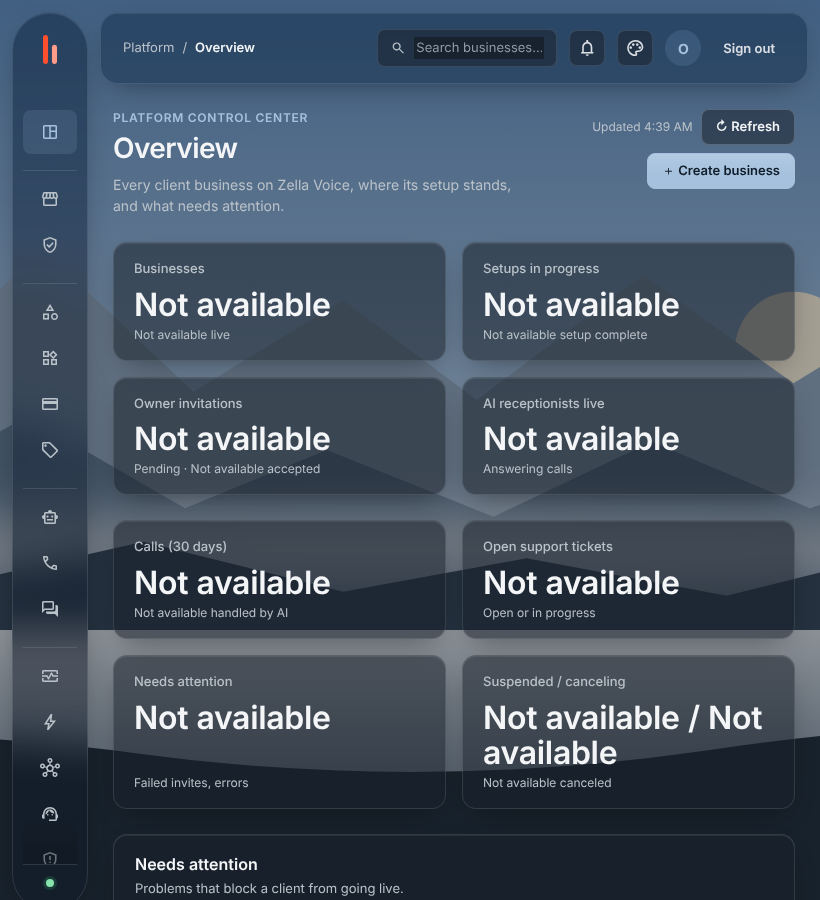 Platform / Overview
Search businesses...
O
Sign out
PLATFORM CONTROL CENTER
Overview
Every client business on Zella Voice, where its setup stands,
and what needs attention.
Updated 4:39 AM
Refresh
+ Create business
Businesses
Not available
Not available live
Setups in progress
Not available
Not available setup complete
Owner invitations
Not available
Pending · Not available accepted
AI receptionists live
Not available
Answering calls
Calls (30 days)
Not available
Not available handled by AI
Open support tickets
Not available
Open or in progress
Needs attention
Not available
Failed invites, errors
Suspended / canceling
Not available / Not
available
Not available canceled
Needs attention
Problems that block a client from going live.